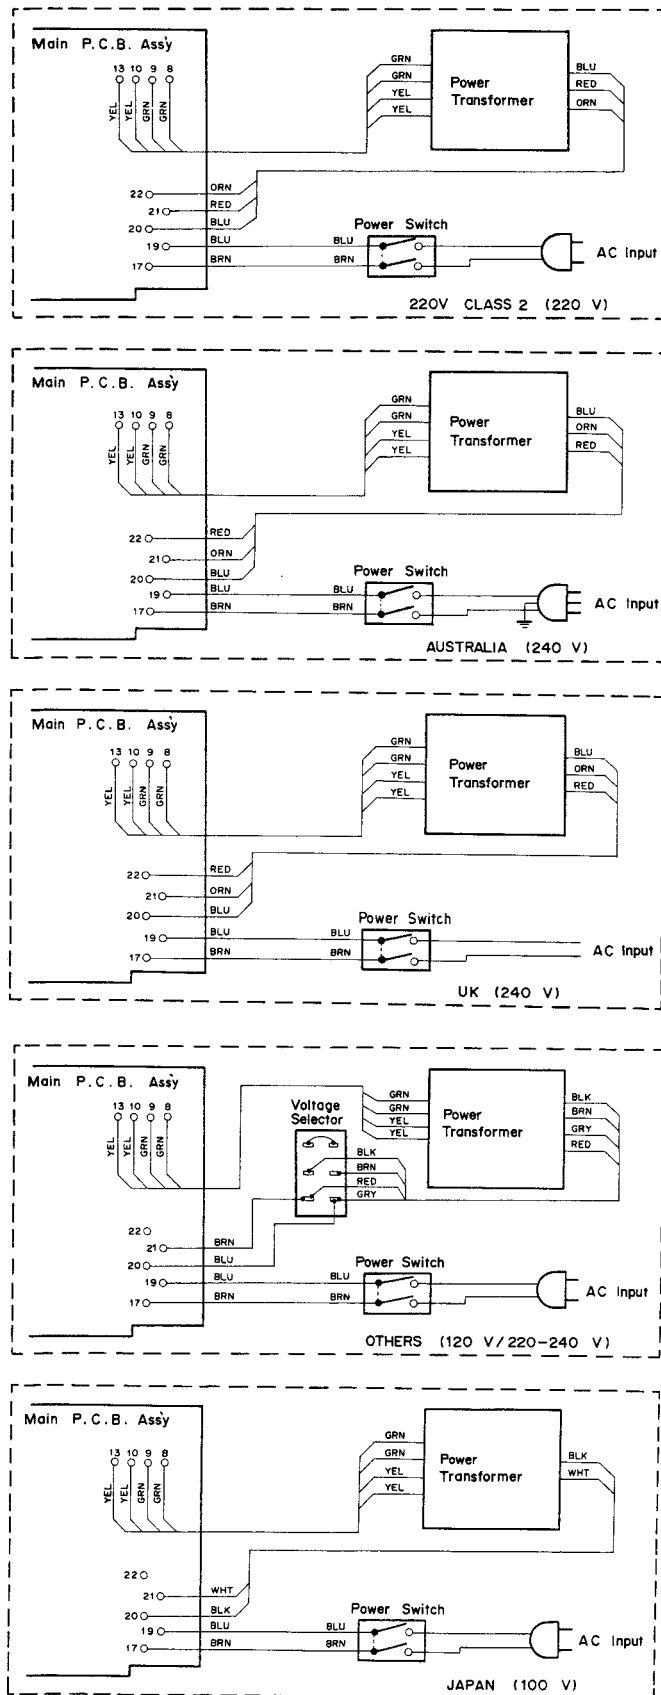 Main P.C.B. Ass'y
13 10 9 8
YEL YEL GRN GRN
GRN
GRN
YEL
YEL
Power
Transformer
BLU
RED
ORN
22 ORN
21 RED
20 BLU
19 BLU BLU
17 BRN BRN
Power Switch
AC Input
220V CLASS 2 (220 V)
Main P.C.B. Ass'y
13 10 9 8
YEL YEL GRN GRN
GRN
GRN
YEL
YEL
Power
Transformer
BLU
ORN
RED
22 RED
21 ORN
20 BLU
19 BLU BLU
17 BRN BRN
Power Switch
AC Input
AUSTRALIA (240 V)
Main P.C.B. Ass'y
13 10 9 8
YEL YEL GRN GRN
GRN
GRN
YEL
YEL
Power
Transformer
BLU
ORN
RED
22 RED
21 ORN
20 BLU
19 BLU BLU
17 BRN BRN
Power Switch
AC Input
UK (240 V)
Main P.C.B. Ass'y
13 10 9 8
YEL YEL GRN GRN
Voltage
Selector
GRN
GRN
YEL
YEL
Power
Transformer
BLK
BRN
GRY
RED
BLK
BRN
RED
GRY
22
21 BRN
20 BLU
19 BLU BLU
17 BRN BRN
Power Switch
AC Input
OTHERS (120 V/220-240 V)
Main P.C.B. Ass'y
13 10 9 8
YEL YEL GRN GRN
GRN
GRN
YEL
YEL
Power
Transformer
BLK
WHT
22
21 WHT
20 BLK
19 BLU BLU
17 BRN BRN
Power Switch
AC Input
JAPAN (100 V)